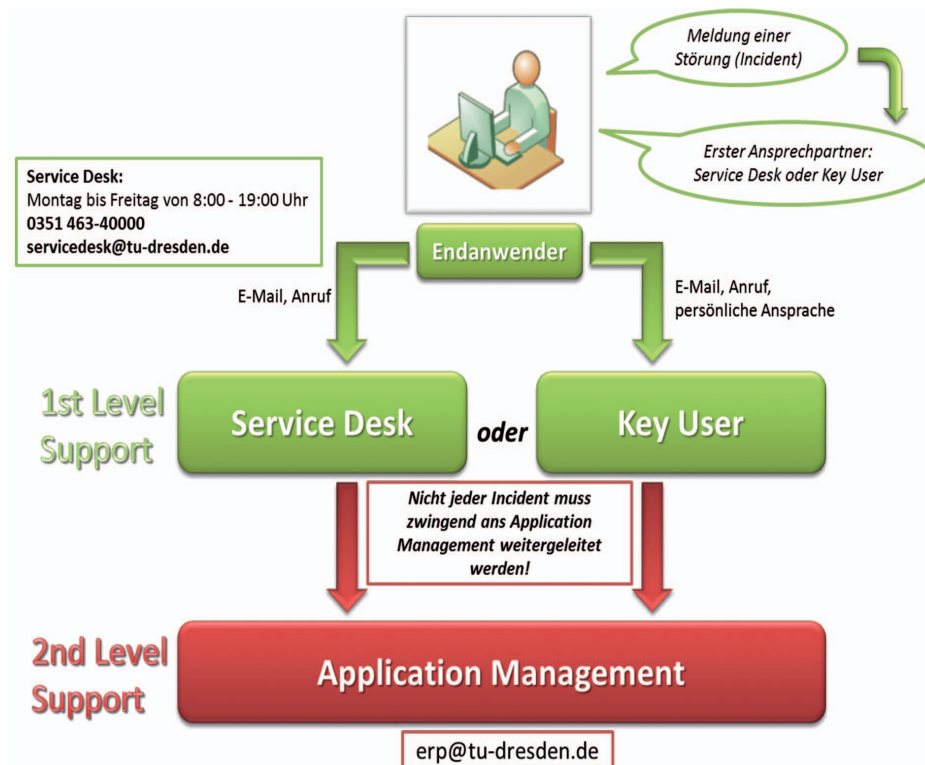 Meldung einer
Störung (Incident)
Erster Ansprechpartner:
Service Desk oder Key User
Service Desk:
Montag bis Freitag von 8:00 - 19:00 Uhr
0351 463-40000
servicedesk@tu-dresden.de
Endanwender
E-Mail, Anruf
E-Mail, Anruf,
persönliche Ansprache
1st Level
Support
Service Desk
oder
Key User
Nicht jeder Incident muss
zwingend ans Application
Management weitergeleitet
werden!
2nd Level
Support
Application Management
erp@tu-dresden.de